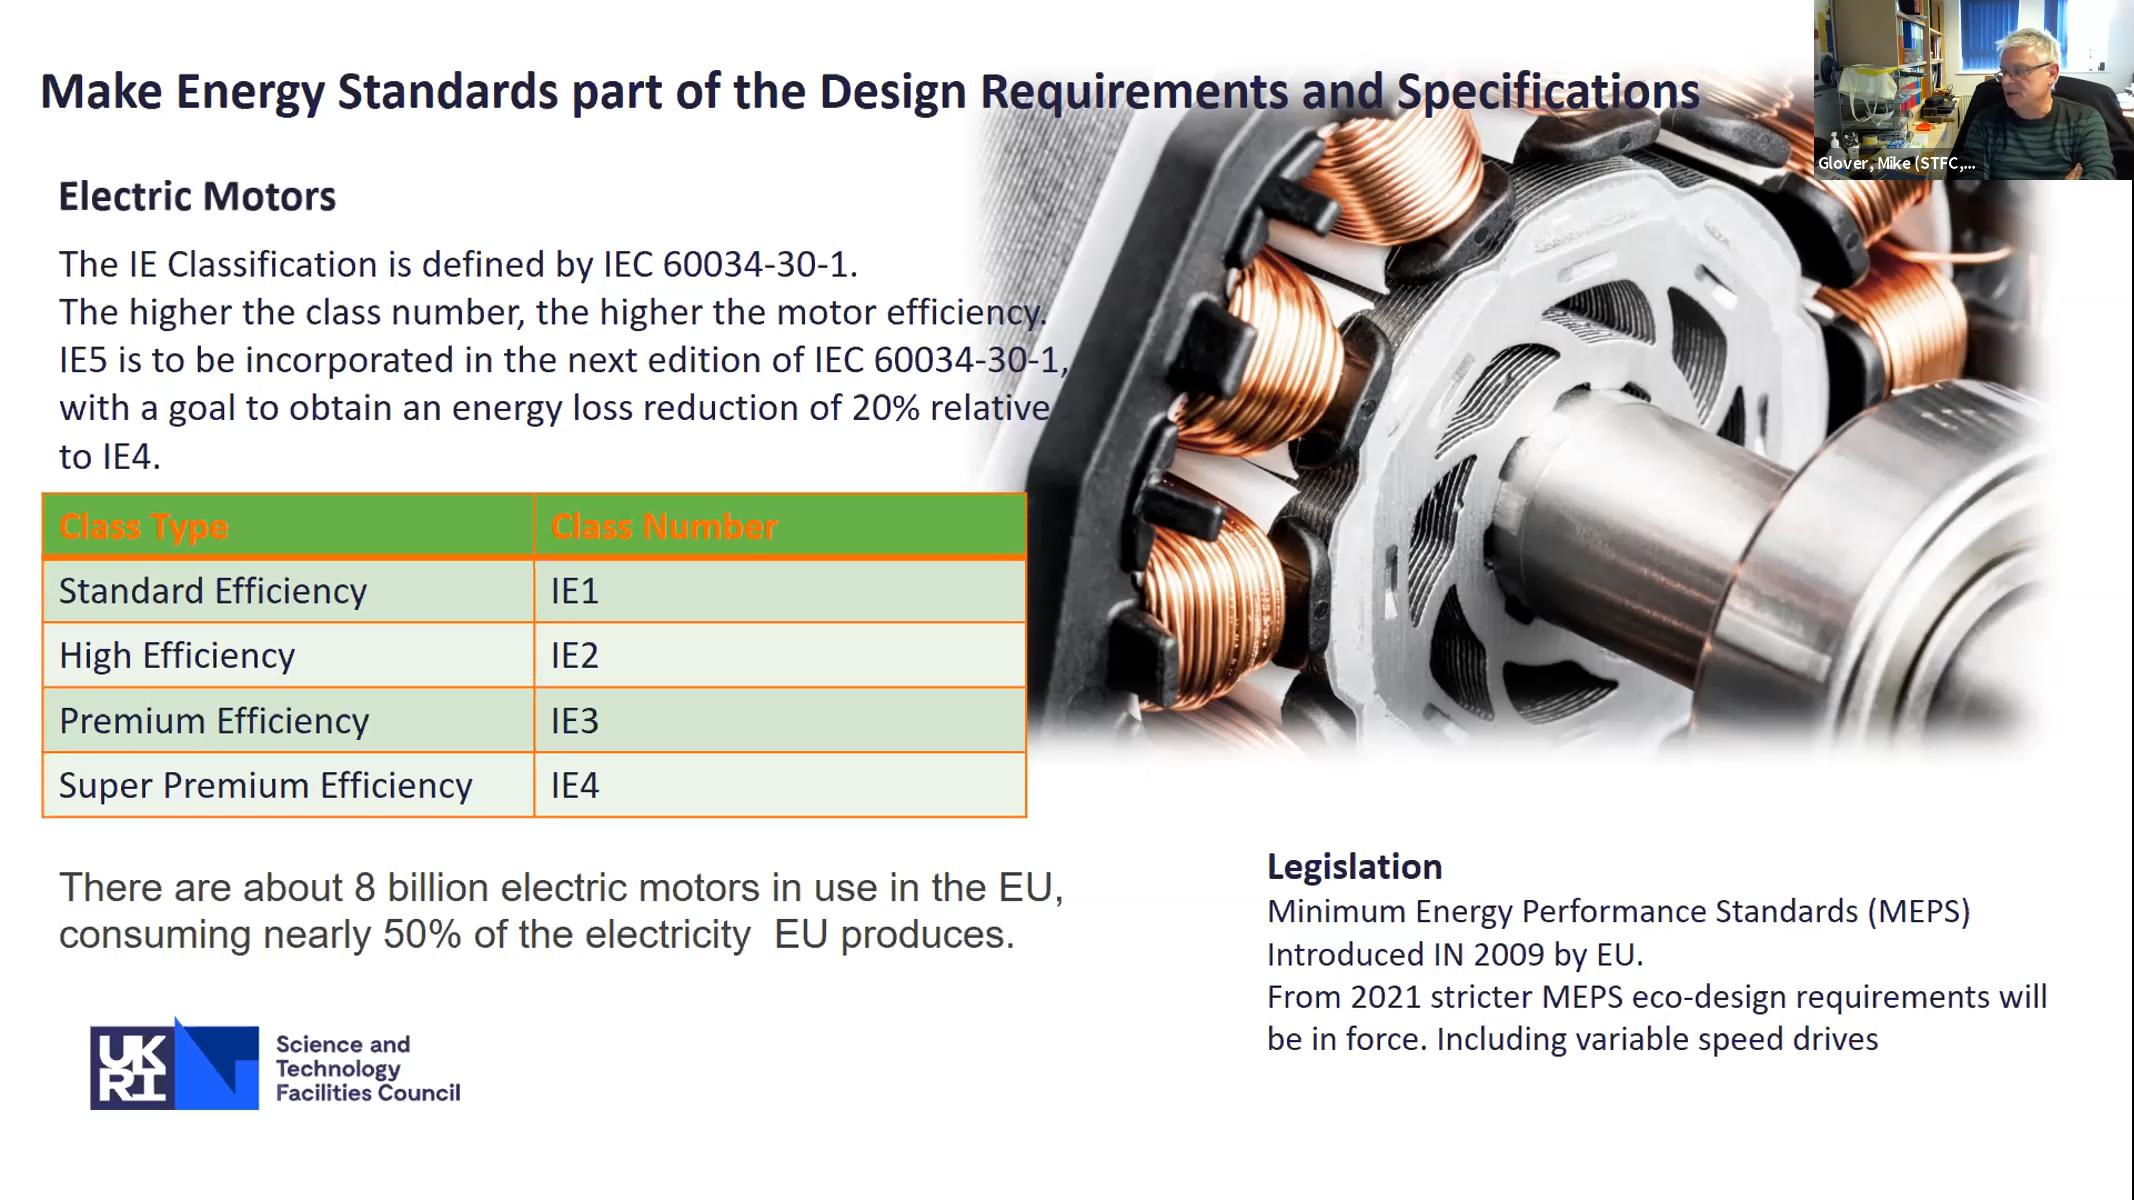 Make Energy Standards part of the Design Requirements and Specifications
Glover, Mike (STFC,...
Electric Motors
The IE Classification is defined by IEC 60034-30-1.
The higher the class number, the higher the motor efficiency.
IE5 is to be incorporated in the next edition of IEC 60034-30-1,
with a goal to obtain an energy loss reduction of 20% relative
to IE4.
Class Type Class Number
Standard Efficiency IE1
High Efficiency IE2
Premium Efficiency IE3
Super Premium Efficiency IE4
There are about 8 billion electric motors in use in the EU,
consuming nearly 50% of the electricity  EU produces.
Legislation
Minimum Energy Performance Standards (MEPS)
Introduced IN 2009 by EU.
From 2021 stricter MEPS eco-design requirements will
be in force. Including variable speed drives
UK
RI
Science and
Technology
Facilities Council